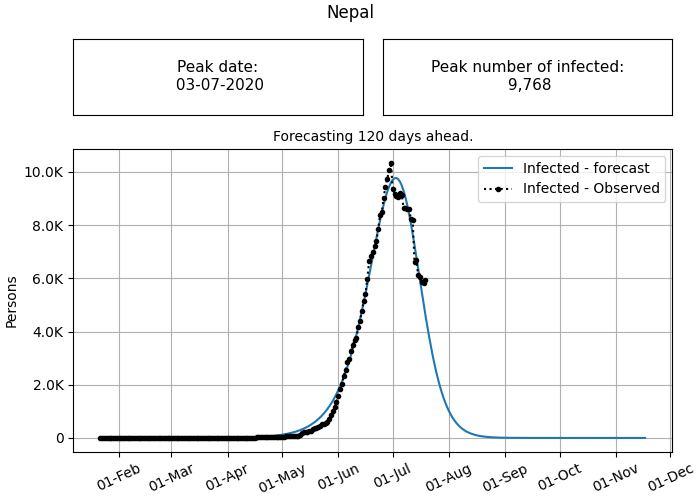 Nepal
Peak date:
03-07-2020
Peak number of infected:
9,768
Forecasting 120 days ahead.
Infected - forecast
Infected - Observed
10.0K
8.0K
6.0K
4.0K
2.0K
0
Persons
01-Feb
01-Mar
01-Apr
01-May
01-Jun
01-Jul
01-Aug
01-Sep
01-Oct
01-Nov
01-Dec